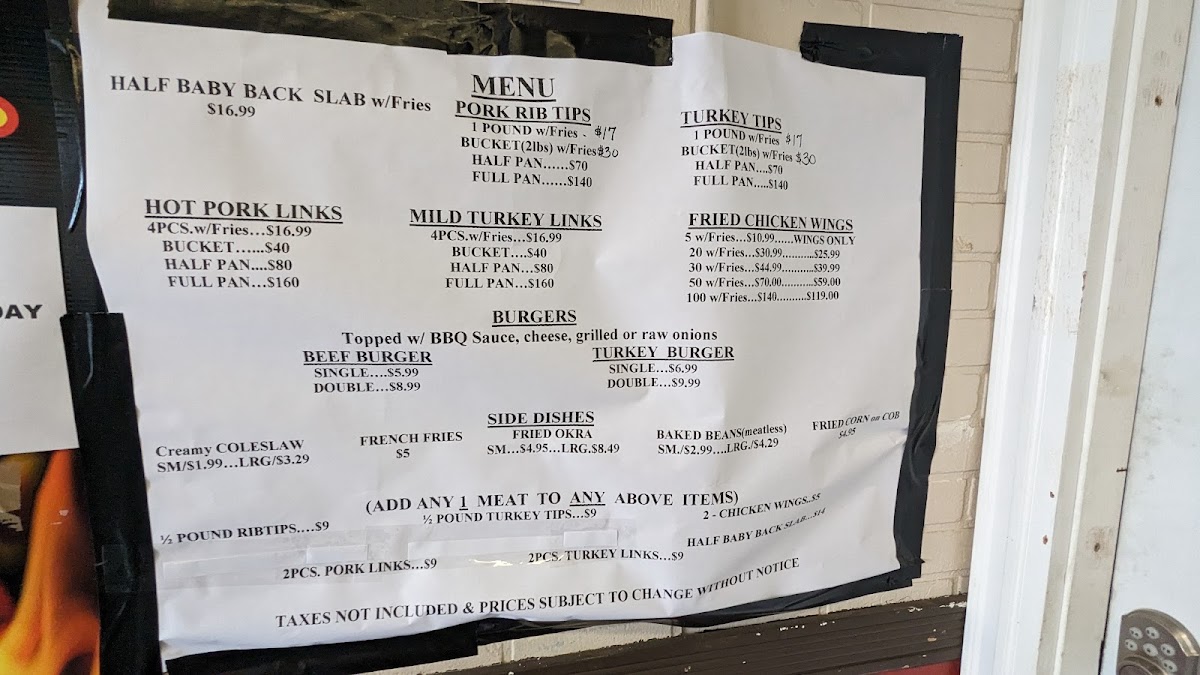 MENU
HALF BABY BACK SLAB w/Fries
$16.99
PORK RIB TIPS
1 POUND w/Fries - $17
BUCKET(2lbs) w/Fries $30
HALF PAN......$70
FULL PAN......$140
TURKEY TIPS
1 POUND w/Fries $17
BUCKET(2lbs) w/Fries $30
HALF PAN....$70
FULL PAN.....$140
HOT PORK LINKS
4PCS.w/Fries...$16.99
BUCKET......$40
HALF PAN....$80
FULL PAN...$160
MILD TURKEY LINKS
4PCS.w/Fries...$16.99
BUCKET....$40
HALF PAN...$80
FULL PAN...$160
FRIED CHICKEN WINGS
5 w/Fries...$10.99......WINGS ONLY
20 w/Fries...$30.99...........$25.99
30 w/Fries...$44.99..........$39.99
50 w/Fries...$70.00..........$59.00
100 w/Fries...$140..........$119.00
BURGERS
Topped w/ BBQ Sauce, cheese, grilled or raw onions
BEEF BURGER
SINGLE....$5.99
DOUBLE...$8.99
TURKEY BURGER
SINGLE...$6.99
DOUBLE...$9.99
SIDE DISHES
Creamy COLESLAW
SM/$1.99...LRG/$3.29
FRENCH FRIES
$5
FRIED OKRA
SM...$4.95...LRG.$8.49
BAKED BEANS(meatless)
SM./$2.99....LRG./$4.29
FRIED CORN on COB
$4.95
(ADD ANY 1 MEAT TO ANY ABOVE ITEMS)
½ POUND RIBTIPS....$9
½ POUND TURKEY TIPS...$9
2 - CHICKEN WINGS..$5
2PCS. PORK LINKS...$9
2PCS. TURKEY LINKS...$9
HALF BABY BACK SLAB...$14
TAXES NOT INCLUDED & PRICES SUBJECT TO CHANGE WITHOUT NOTICE
DAY